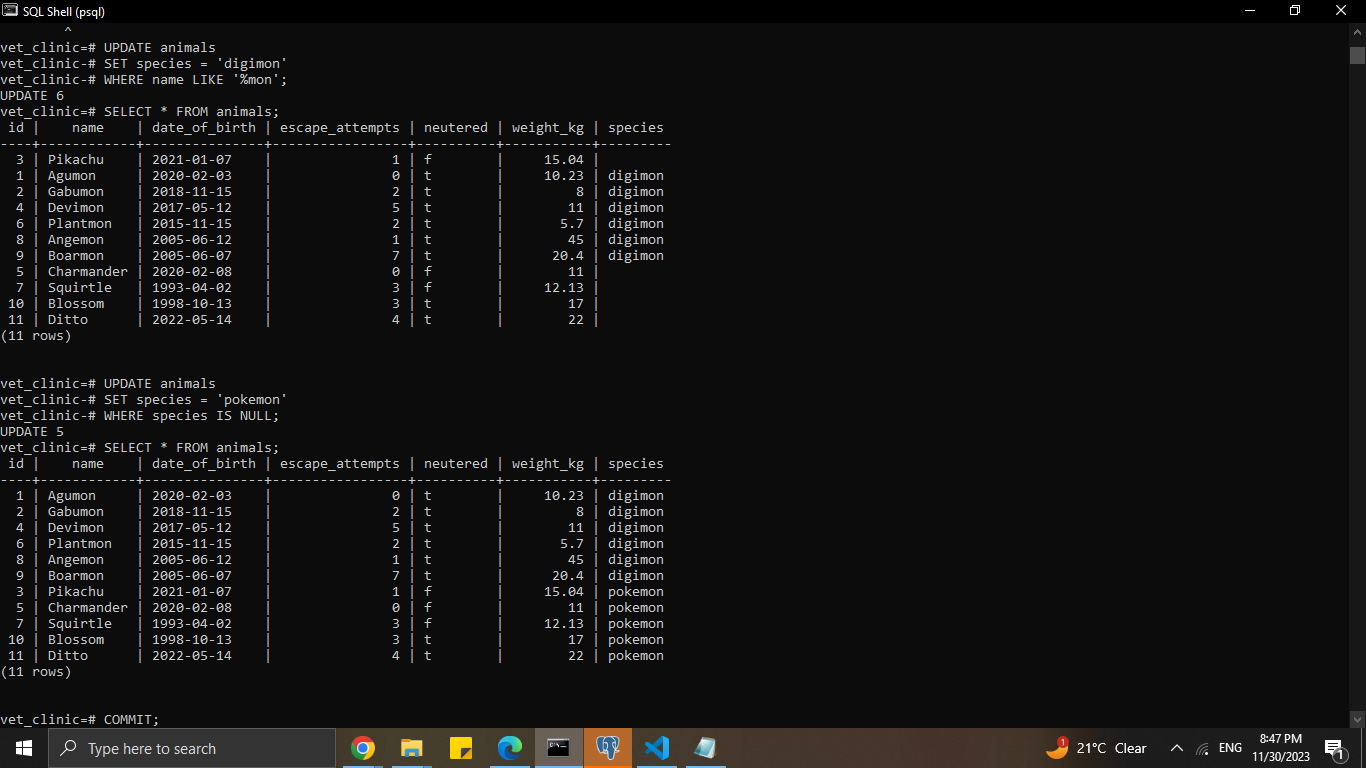 SQL Shell (psql)
^
vet_clinic=# UPDATE animals
vet_clinic-# SET species = 'digimon'
vet_clinic-# WHERE name LIKE '%mon';
UPDATE 6
vet_clinic=# SELECT * FROM animals;
 id |    name    | date_of_birth | escape_attempts | neutered | weight_kg | species
----+------------+---------------+-----------------+----------+-----------+---------
  3 | Pikachu    | 2021-01-07    |               1 | f        |     15.04 |
  1 | Agumon     | 2020-02-03    |               0 | t        |     10.23 | digimon
  2 | Gabumon    | 2018-11-15    |               2 | t        |         8 | digimon
  4 | Devimon    | 2017-05-12    |               5 | t        |        11 | digimon
  6 | Plantmon   | 2015-11-15    |               2 | t        |       5.7 | digimon
  8 | Angemon    | 2005-06-12    |               1 | t        |        45 | digimon
  9 | Boarmon    | 2005-06-07    |               7 | t        |      20.4 | digimon
  5 | Charmander | 2020-02-08    |               0 | f        |        11 |
  7 | Squirtle   | 1993-04-02    |               3 | f        |     12.13 |
 10 | Blossom    | 1998-10-13    |               3 | t        |        17 |
 11 | Ditto      | 2022-05-14    |               4 | t        |        22 |
(11 rows)
vet_clinic=# UPDATE animals
vet_clinic-# SET species = 'pokemon'
vet_clinic-# WHERE species IS NULL;
UPDATE 5
vet_clinic=# SELECT * FROM animals;
 id |    name    | date_of_birth | escape_attempts | neutered | weight_kg | species
----+------------+---------------+-----------------+----------+-----------+---------
  1 | Agumon     | 2020-02-03    |               0 | t        |     10.23 | digimon
  2 | Gabumon    | 2018-11-15    |               2 | t        |         8 | digimon
  4 | Devimon    | 2017-05-12    |               5 | t        |        11 | digimon
  6 | Plantmon   | 2015-11-15    |               2 | t        |       5.7 | digimon
  8 | Angemon    | 2005-06-12    |               1 | t        |        45 | digimon
  9 | Boarmon    | 2005-06-07    |               7 | t        |      20.4 | digimon
  3 | Pikachu    | 2021-01-07    |               1 | f        |     15.04 | pokemon
  5 | Charmander | 2020-02-08    |               0 | f        |        11 | pokemon
  7 | Squirtle   | 1993-04-02    |               3 | f        |     12.13 | pokemon
 10 | Blossom    | 1998-10-13    |               3 | t        |        17 | pokemon
 11 | Ditto      | 2022-05-14    |               4 | t        |        22 | pokemon
(11 rows)
vet_clinic=# COMMIT;
Type here to search
1
21°C Clear
ENG
8:47 PM
11/30/2023
1